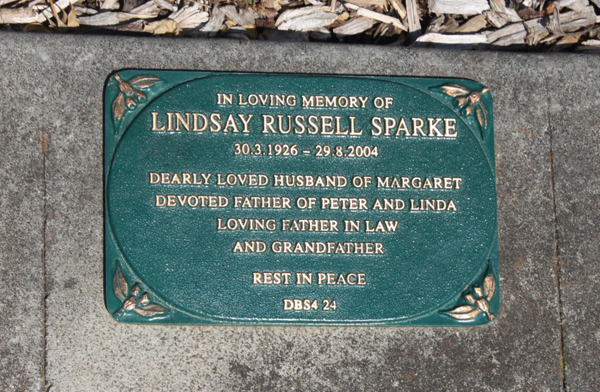 IN LOVING MEMORY OF
LINDSAY RUSSELL SPARKE
30.3.1926 - 29.8.2004
DEARLY LOVED HUSBAND OF MARGARET
DEVOTED FATHER OF PETER AND LINDA
LOVING FATHER IN LAW
AND GRANDFATHER
REST IN PEACE
DBS4 24